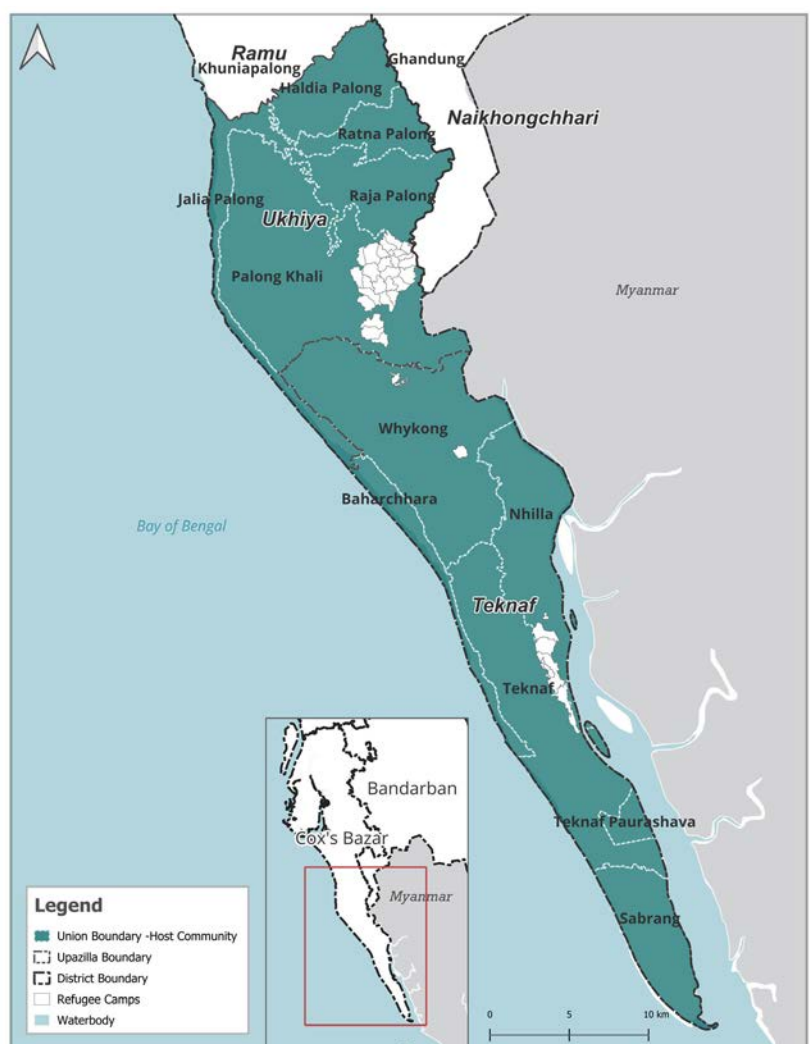 Ramu
Khuniapalong
Ghandung
Haldia Palong
Naikhongchhari
Ratna Palong
Jalia Palong
Raja Palong
Ukhiya
Palong Khali
Myanmar
Whykong
Baharchhara
Nhilla
Bay of Bengal
Teknaf
Teknaf
Bandarban
Cox's Bazar
Teknaf Paurashava
Myanmar
Sabrang
Legend
Union Boundary -Host Community
Upazilla Boundary
District Boundary
Refugee Camps
Waterbody
0 5 10 km